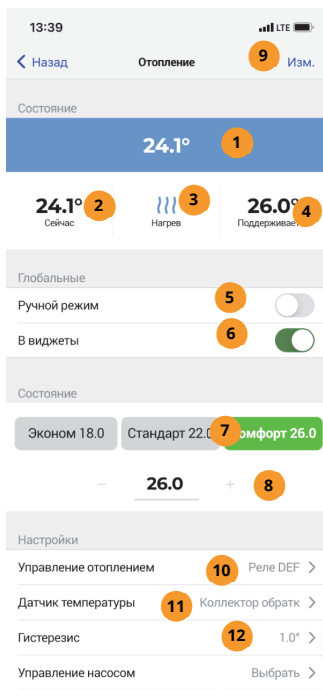 13:39 LTE
Назад Отопление 9 Изм.
Состояние
24.1° 1
24.1° 2 3 26.0° 4
Сейчас Нагрев Поддерживает
Глобальные
Ручной режим 5
В виджеты 6
Состояние
Эконом 18.0 Стандарт 22.0 7 Комфорт 26.0
− 26.0 + 8
Настройки
Управление отоплением 10 Реле DEF
Датчик температуры 11 Коллектор обратк
Гистерезис 12 1.0°
Управление насосом Выбрать